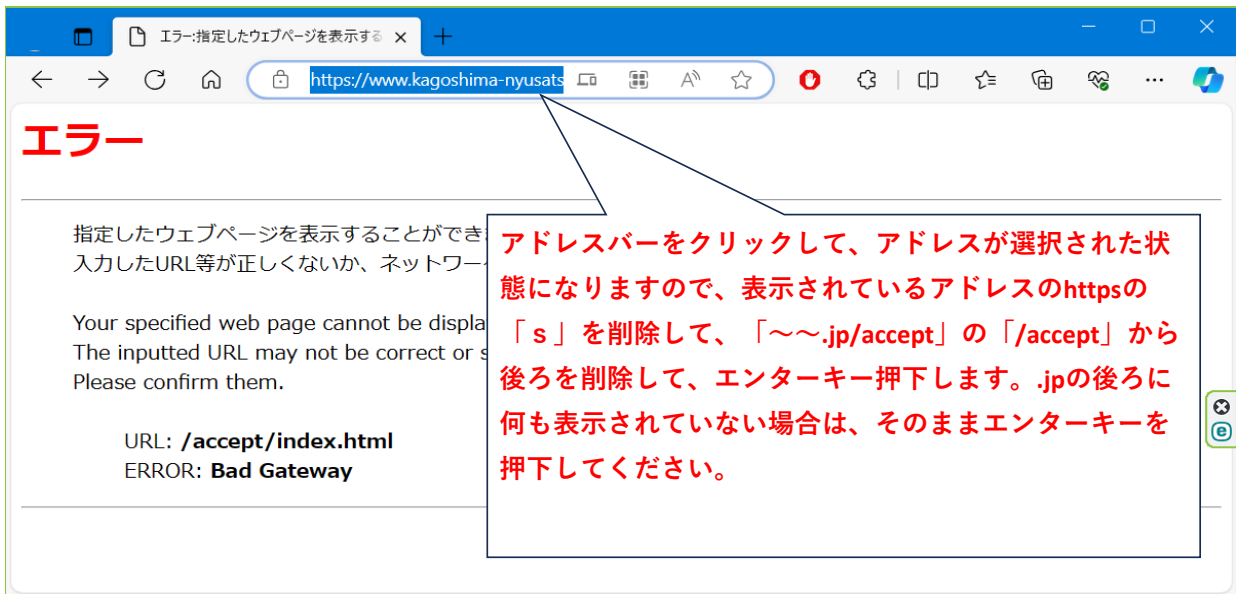 エラー:指定したウェブページを表示する
https://www.kagoshima-nyusats
エラー
指定したウェブページを表示することができ
入力したURL等が正しくないか、ネットワー
Your specified web page cannot be displa
The inputted URL may not be correct or s
Please confirm them.
URL: /accept/index.html
ERROR: Bad Gateway
アドレスバーをクリックして、アドレスが選択された状
態になりますので、表示されているアドレスのhttpsの
「ｓ」を削除して、「～～.jp/accept」の「/accept」から
後ろを削除して、エンターキー押下します。.jpの後ろに
何も表示されていない場合は、そのままエンターキーを
押下してください。